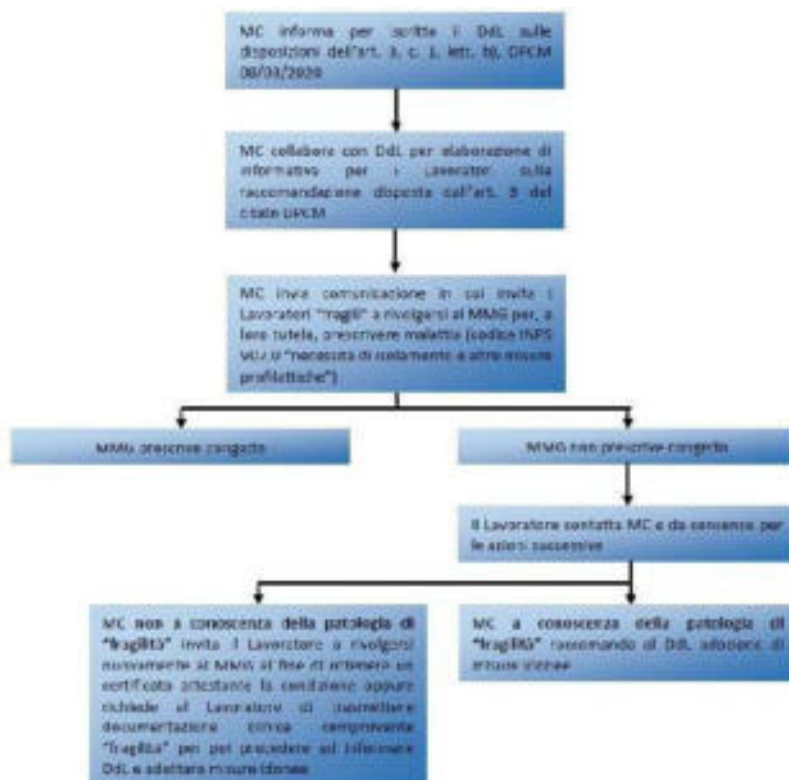 MC informa per scritto il DdL sulle
disposizioni dell'art. 3, c. 1, lett. b), DPCM
08/03/2020
MC collabora con DdL per elaborazione di
informativa per i Lavoratori sulla
raccomandazione disposta dall'art. 3 del
citato DPCM
MC invia comunicazione in cui invita i
Lavoratori "fragili" a rivolgersi al MMG per, a
loro tutela, prescrivere malattia (codice INPS
V07.0 "necessità di isolamento e altre misure
profilattiche")
MMG prescrive congedo
MMG non prescrive congedo
Il Lavoratore contatta MC e da consenso per
le azioni successive
MC non a conoscenza della patologia di
"fragilità" invita il Lavoratore a rivolgersi
nuovamente al MMG al fine di ottenere un
certificato attestante la condizione oppure
richiede al Lavoratore di trasmettere
documentazione clinica comprovante
"fragilità" per poi procedere ad informare
DdL e adottare misure idonee
MC a conoscenza della patologia di
"fragilità" raccomanda al DdL adozione di
misure idonee